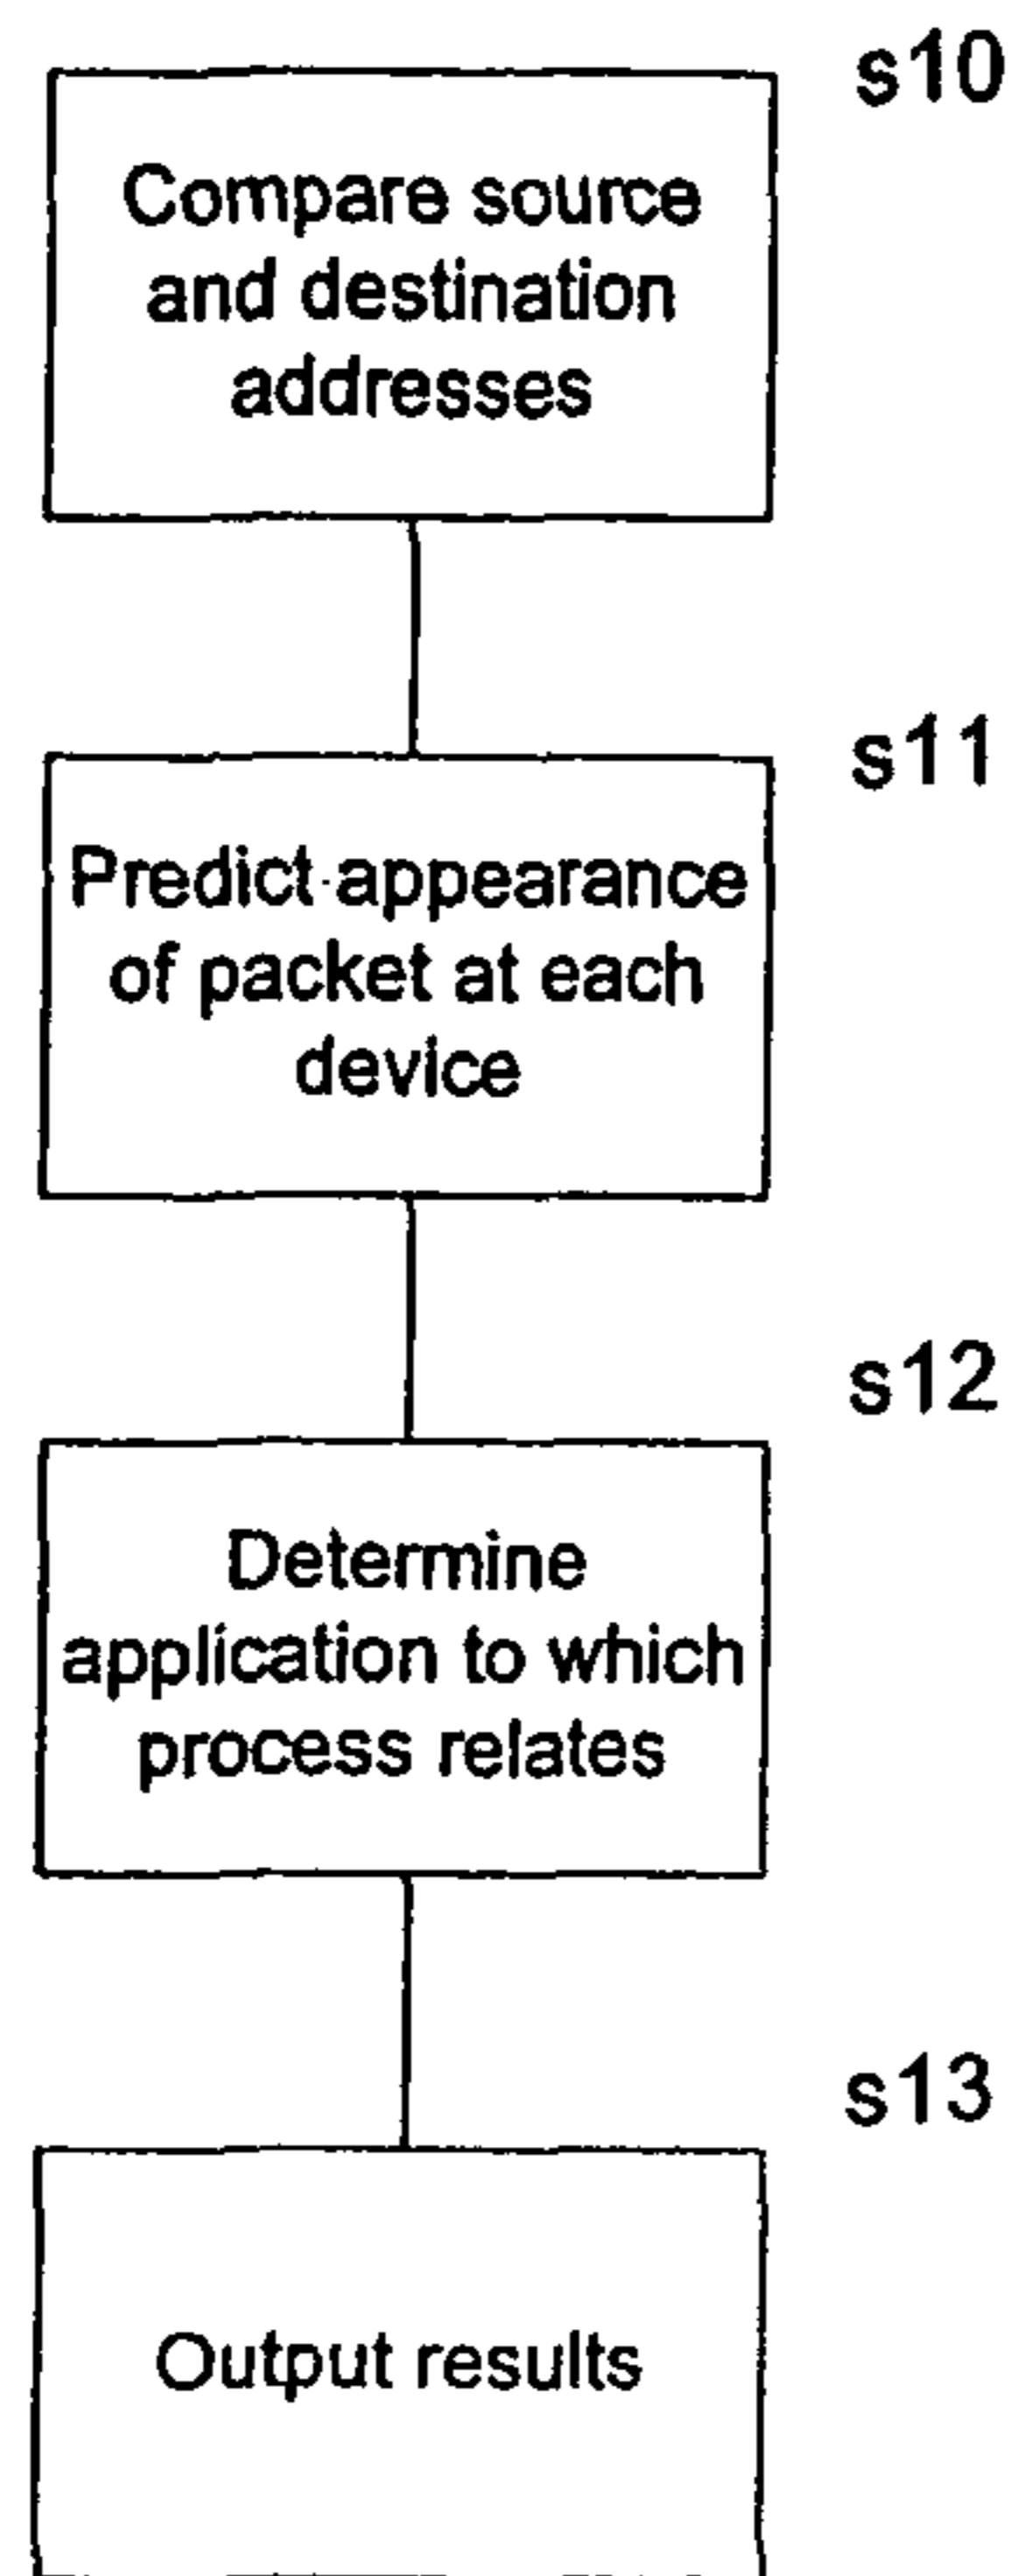 s10
Compare source
and destination
addresses
s11
Predict appearance
of packet at each
device
s12
Determine
application to which
process relates
s13
Output results